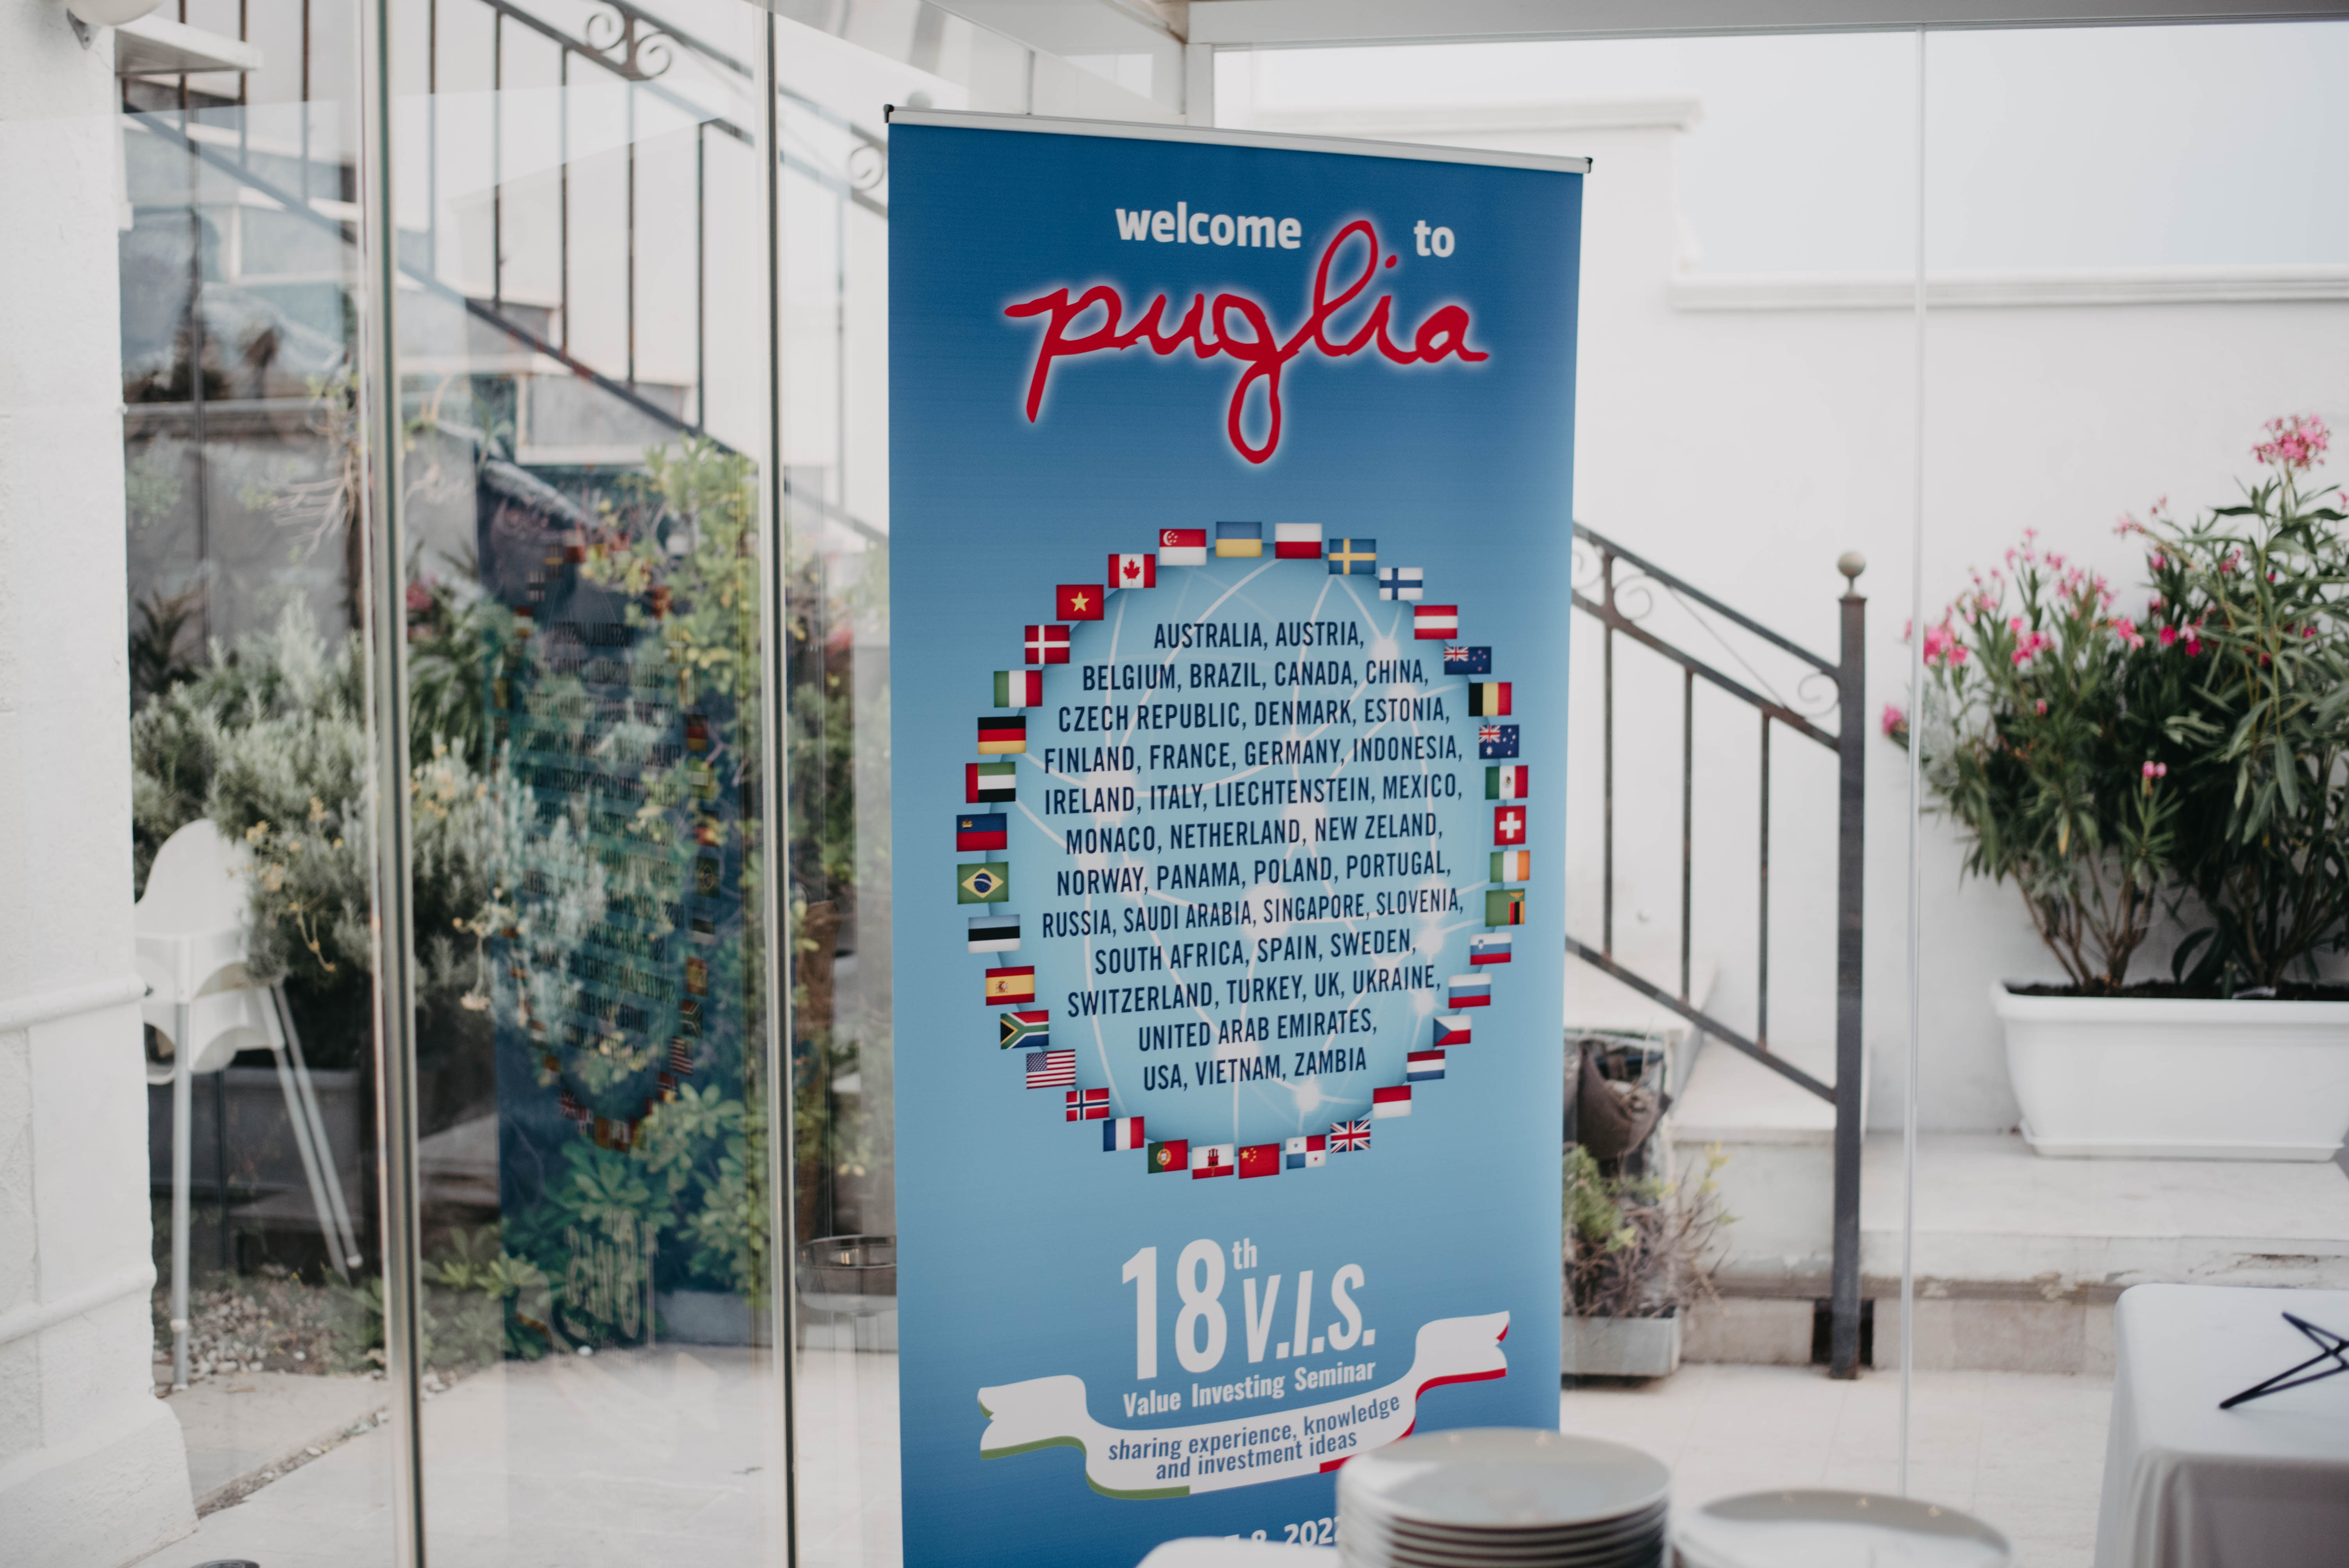 welcome to
puglia
AUSTRALIA, AUSTRIA,
BELGIUM, BRAZIL, CANADA, CHINA,
CZECH REPUBLIC, DENMARK, ESTONIA,
FINLAND, FRANCE, GERMANY, INDONESIA,
IRELAND, ITALY, LIECHTENSTEIN, MEXICO,
MONACO, NETHERLAND, NEW ZELAND,
NORWAY, PANAMA, POLAND, PORTUGAL,
RUSSIA, SAUDI ARABIA, SINGAPORE, SLOVENIA,
SOUTH AFRICA, SPAIN, SWEDEN,
SWITZERLAND, TURKEY, UK, UKRAINE,
UNITED ARAB EMIRATES,
USA, VIETNAM, ZAMBIA
18th V.I.S.
Value Investing Seminar
sharing experience, knowledge
and investment ideas